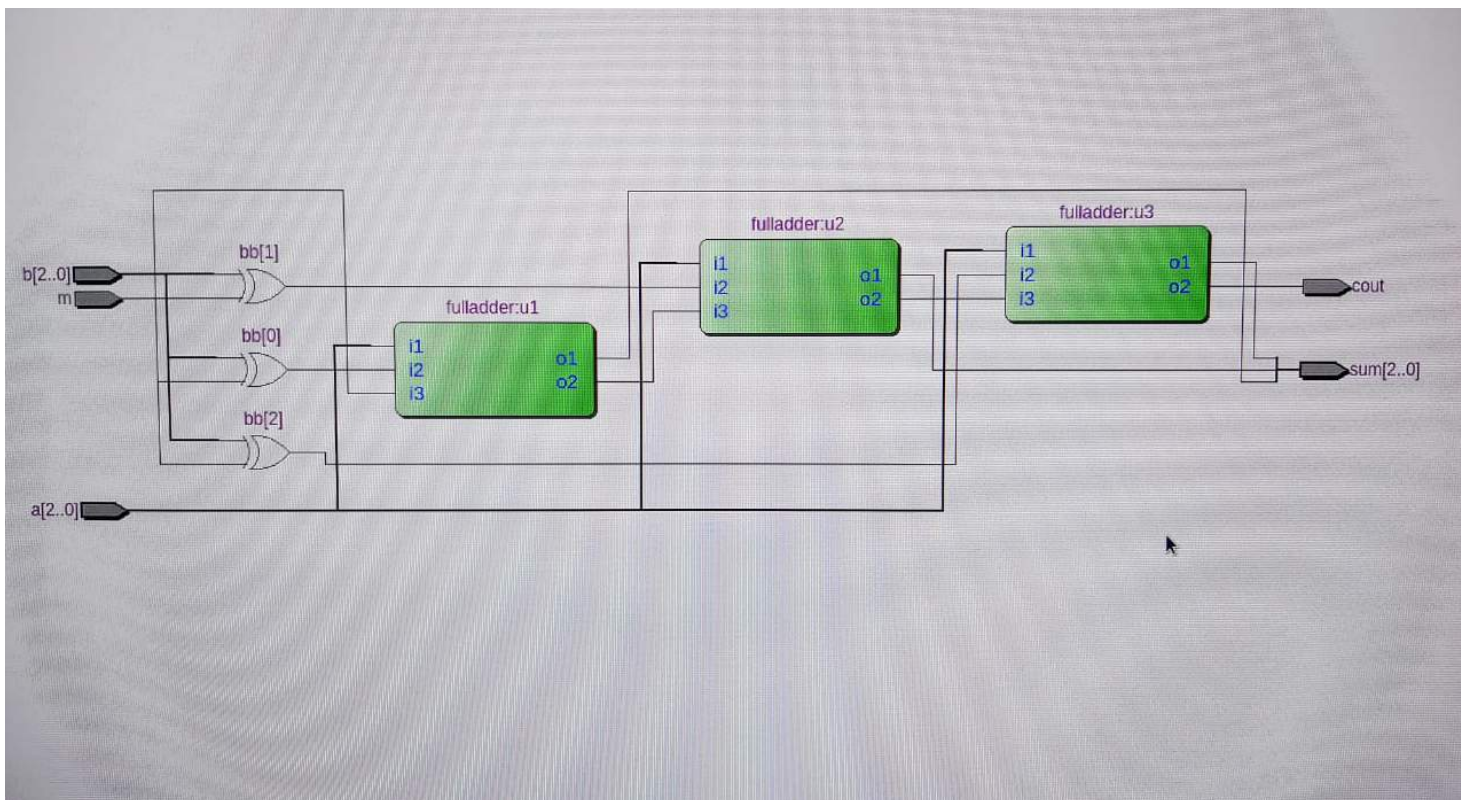 b[2..0]
m
a[2..0]
bb[1]
bb[0]
bb[2]
fulladder:u1
i1
i2
i3
o1
o2
fulladder:u2
i1
i2
i3
o1
o2
fulladder:u3
i1
i2
i3
o1
o2
cout
sum[2..0]